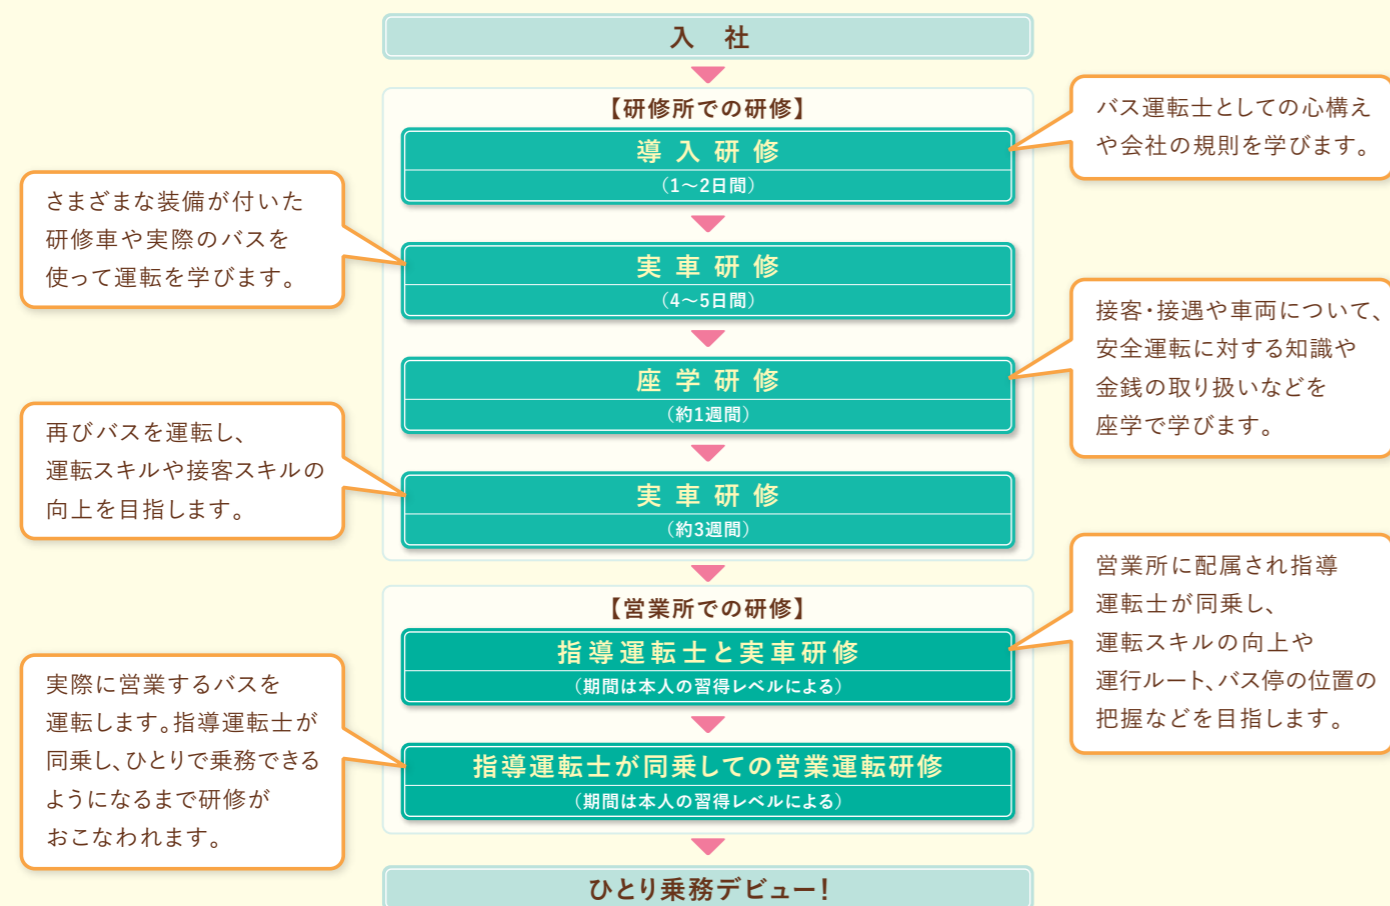 入 社
【研修所での研修】
導入研修
（1〜2日間）
バス運転士としての心構え
や会社の規則を学びます。
実車研修
（4〜5日間）
さまざまな装備が付いた
研修車や実際のバスを
使って運転を学びます。
座学研修
（約1週間）
接客・接遇や車両について、
安全運転に対する知識や
金銭の取り扱いなどを
座学で学びます。
実車研修
（約3週間）
再びバスを運転し、
運転スキルや接客スキルの
向上を目指します。
【営業所での研修】
指導運転士と実車研修
（期間は本人の習得レベルによる）
営業所に配属され指導
運転士が同乗し、
運転スキルの向上や
運行ルート、バス停の位置の
把握などを目指します。
指導運転士が同乗しての営業運転研修
（期間は本人の習得レベルによる）
実際に営業するバスを
運転します。指導運転士が
同乗し、ひとりで乗務できる
ようになるまで研修が
おこなわれます。
ひとり乗務デビュー！